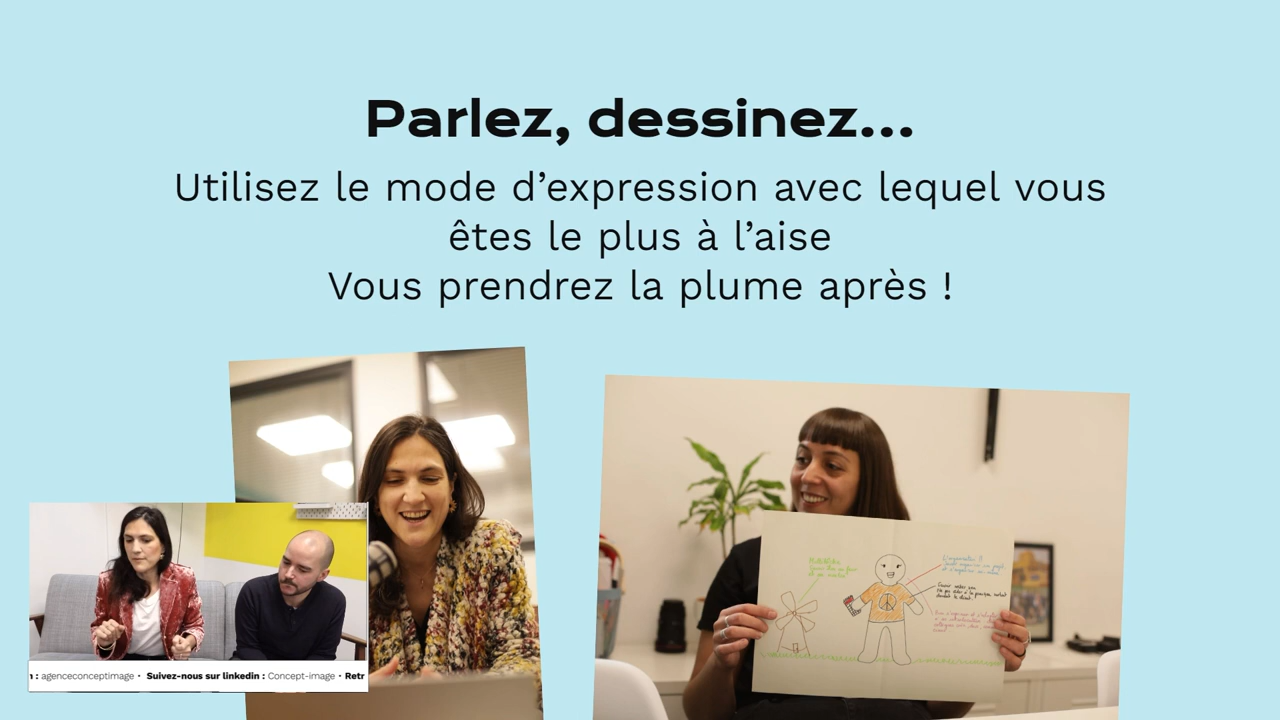 Parlez, dessinez...
Utilisez le mode d’expression avec lequel vous
êtes le plus à l’aise
Vous prendrez la plume après !
: agenceconceptimage • Suivez-nous sur linkedin : Concept-image • Retr